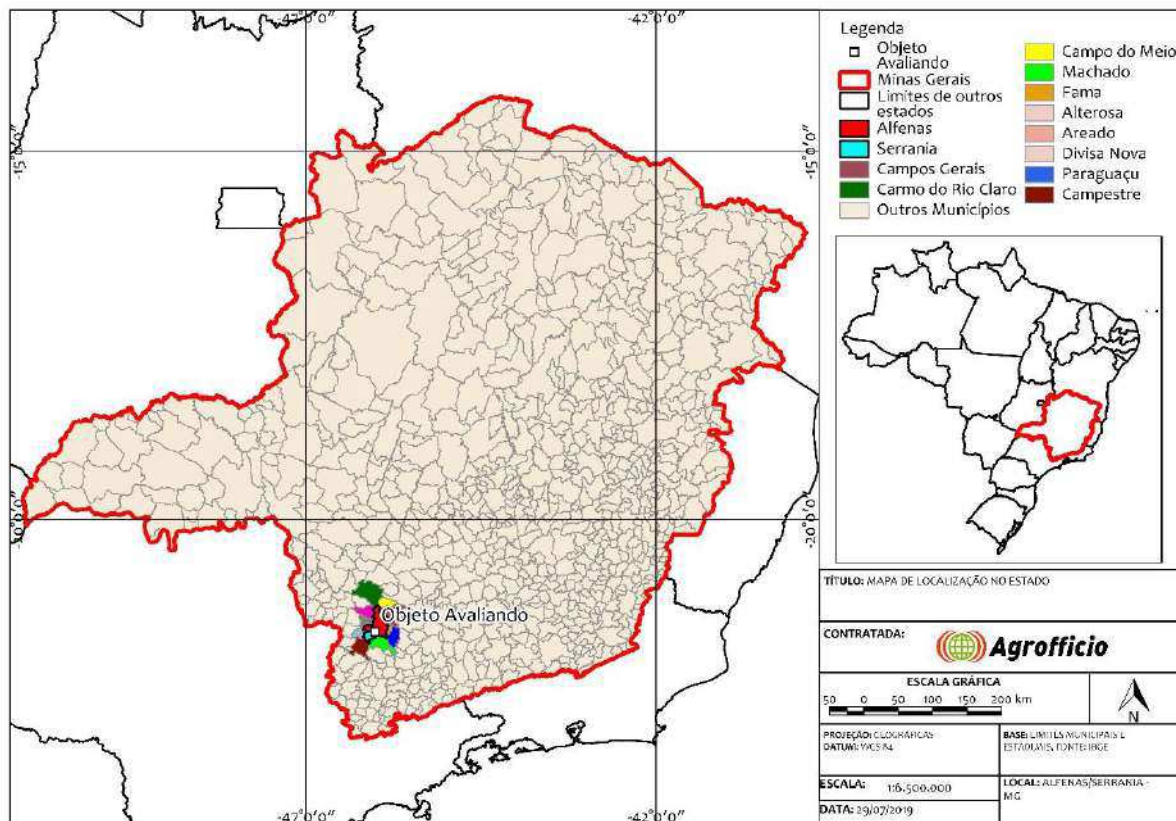 -47°0'0"
-42°0'0"
-15°0'0"
-15°0'0"
-20°0'0"
-20°0'0"
Objeto Avaliando
-47°0'0"
-42°0'0"
Legenda
Objeto
Avaliando
Minas Gerais
Limites de outros
estados
Alfenas
Serrania
Campos Gerais
Carmo do Rio Claro
Outros Municípios
Campo do Meio
Machado
Fama
Alterosa
Areado
Divisa Nova
Paraguaçu
Campestre
TÍTULO: MAPA DE LOCALIZAÇÃO NO ESTADO
CONTRATADA:
Agrofficio
ESCALA GRÁFICA
50 0 50 100 150 200 km
N
PROJEÇÃO: GEOGRÁFICAS
DATUM: WGS 84
BASE: LIMITES MUNICIPAIS E
ESTADUAIS, FONTE: IBGE
ESCALA: 1:6.500.000
DATA: 29/07/2019
LOCAL: ALFENAS/SERRANIA -
MG